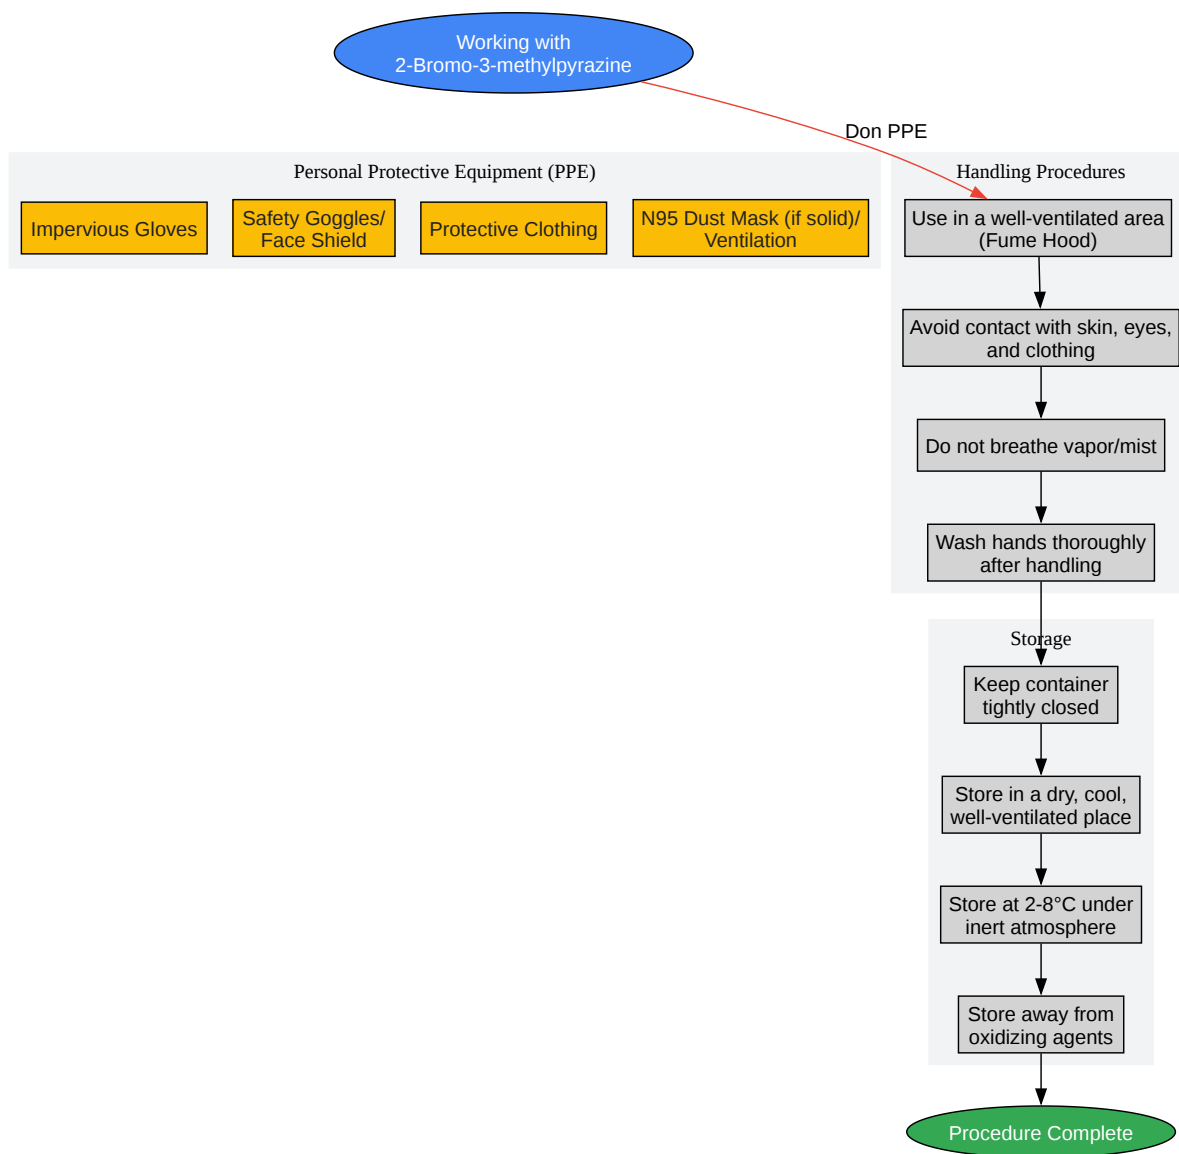 Working with
2-Bromo-3-methylpyrazine
Don PPE
Personal Protective Equipment (PPE)
Impervious Gloves
Safety Goggles/
Face Shield
Protective Clothing
N95 Dust Mask (if solid)/
Ventilation
Handling Procedures
Use in a well-ventilated area
(Fume Hood)
Avoid contact with skin, eyes,
and clothing
Do not breathe vapor/mist
Wash hands thoroughly
after handling
Storage
Keep container
tightly closed
Store in a dry, cool,
well-ventilated place
Store at 2-8°C under
inert atmosphere
Store away from
oxidizing agents
Procedure Complete